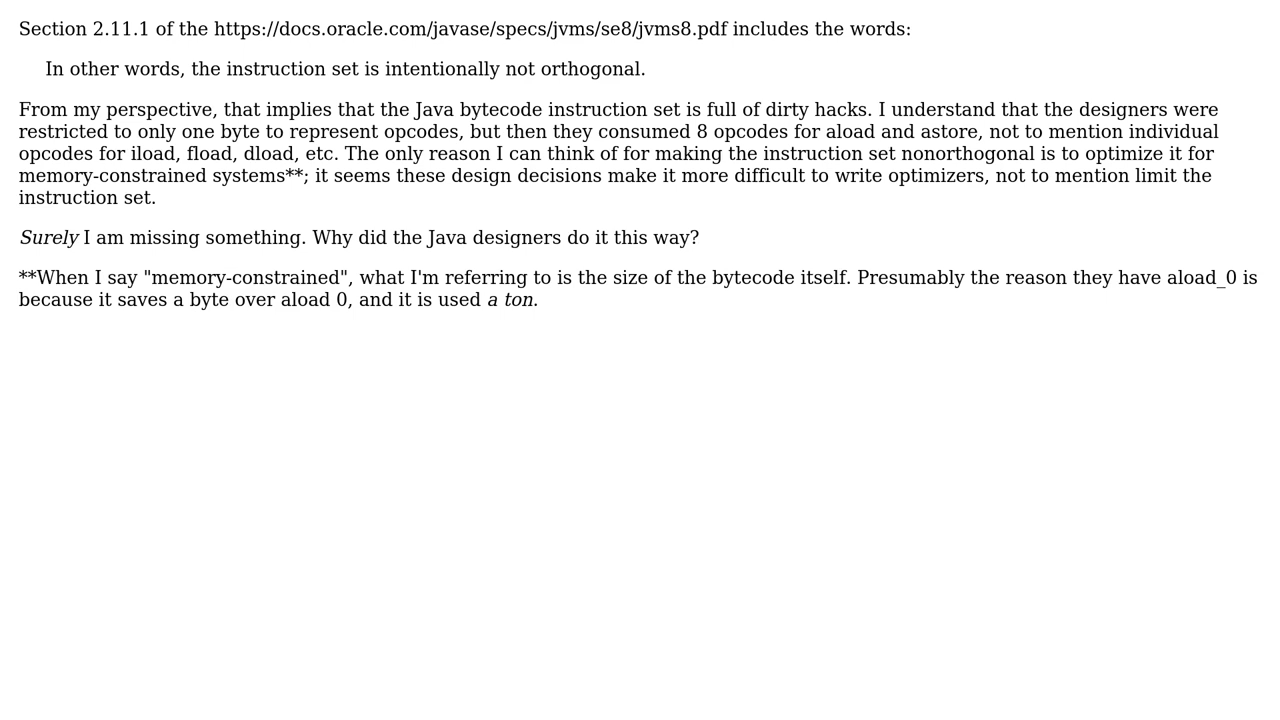 Section 2.11.1 of the https://docs.oracle.com/javase/specs/jvms/se8/jvms8.pdf includes the words:
In other words, the instruction set is intentionally not orthogonal.
From my perspective, that implies that the Java bytecode instruction set is full of dirty hacks. I understand that the designers were
restricted to only one byte to represent opcodes, but then they consumed 8 opcodes for aload and astore, not to mention individual
opcodes for iload, fload, dload, etc. The only reason I can think of for making the instruction set nonorthogonal is to optimize it for
memory-constrained systems**; it seems these design decisions make it more difficult to write optimizers, not to mention limit the
instruction set.
Surely I am missing something. Why did the Java designers do it this way?
**When I say "memory-constrained", what I'm referring to is the size of the bytecode itself. Presumably the reason they have aload_0 is
because it saves a byte over aload 0, and it is used a ton.